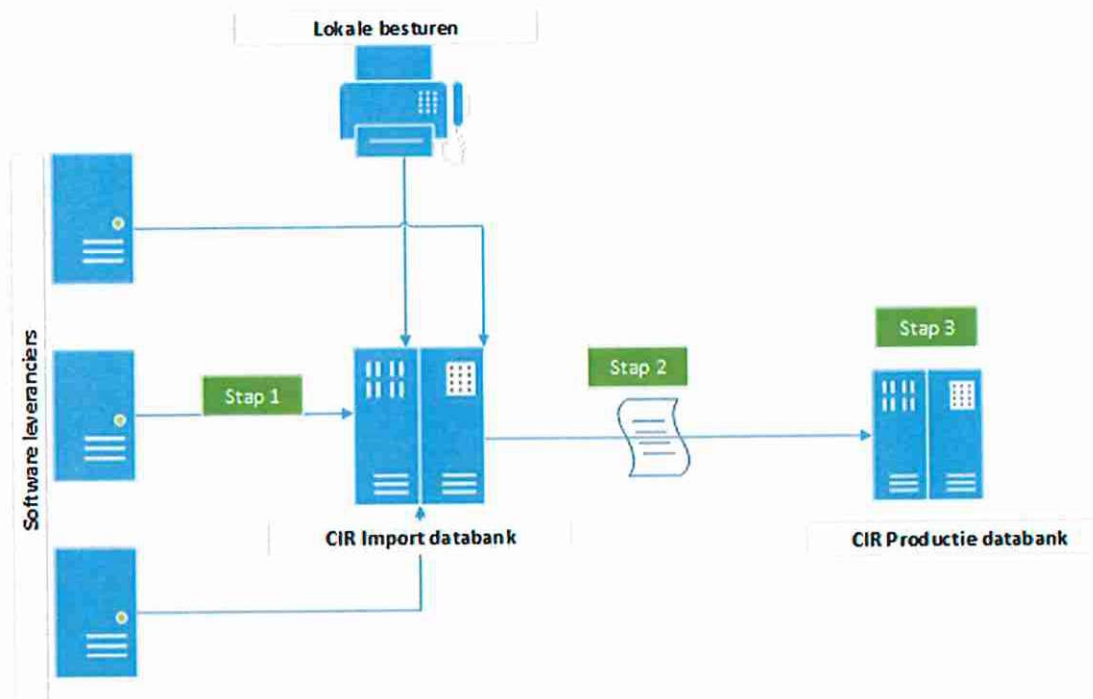 Lokale besturen
Software leveranciers
Stap 1
Stap 2
Stap 3
CIR Import databank
CIR Productie databank